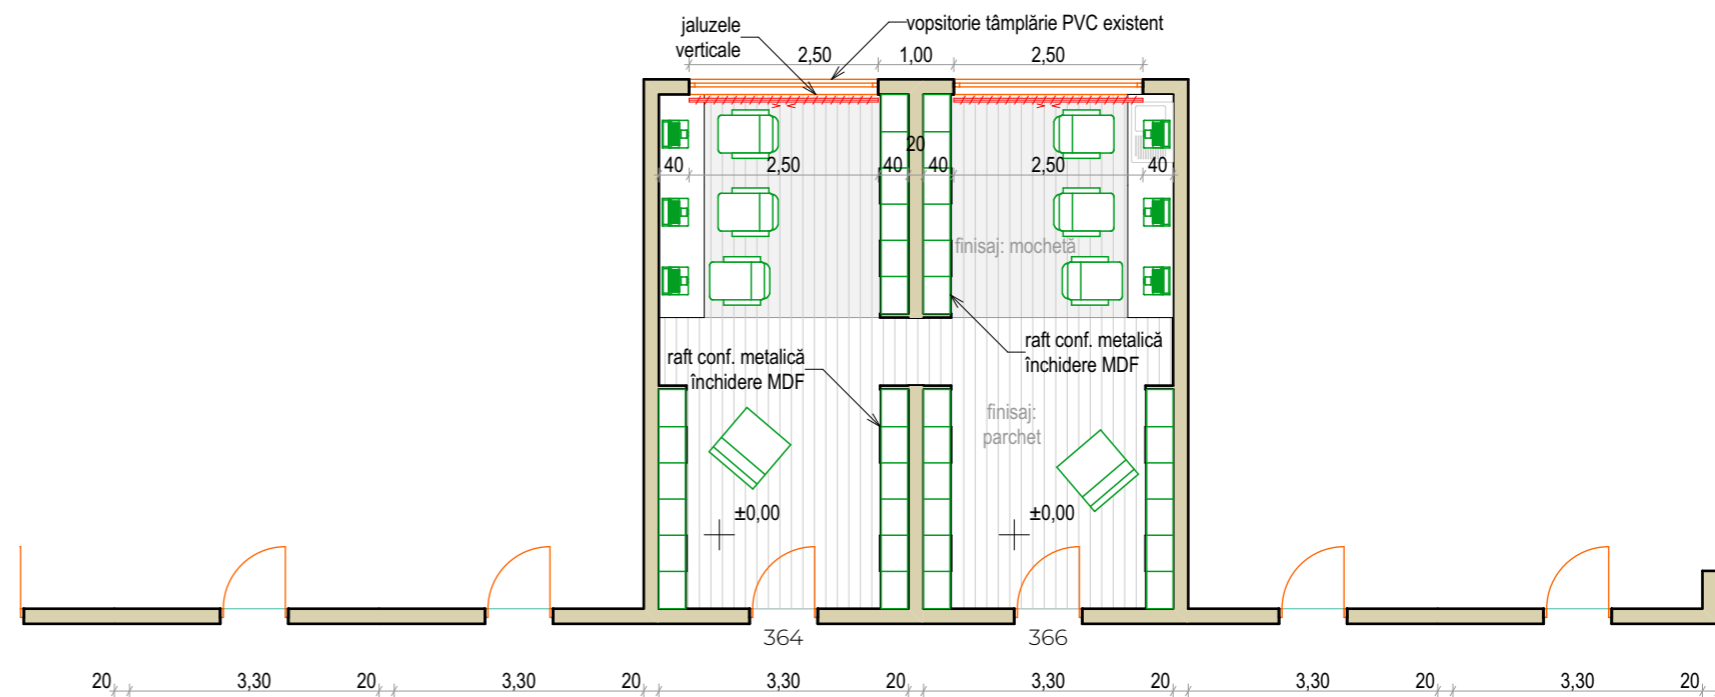 jaluzele
verticale
vopsitorie tâmplărie PVC existent
2,50 1,00 2,50
20
40 2,50 40 40 2,50 40
finisaj: mochetă
raft conf. metalică
închidere MDF
raft conf. metalică
închidere MDF
finisaj:
parchet
±0,00 ±0,00
364 366
20 3,30 20 3,30 20 3,30 20 3,30 20 3,30 20 3,30 20